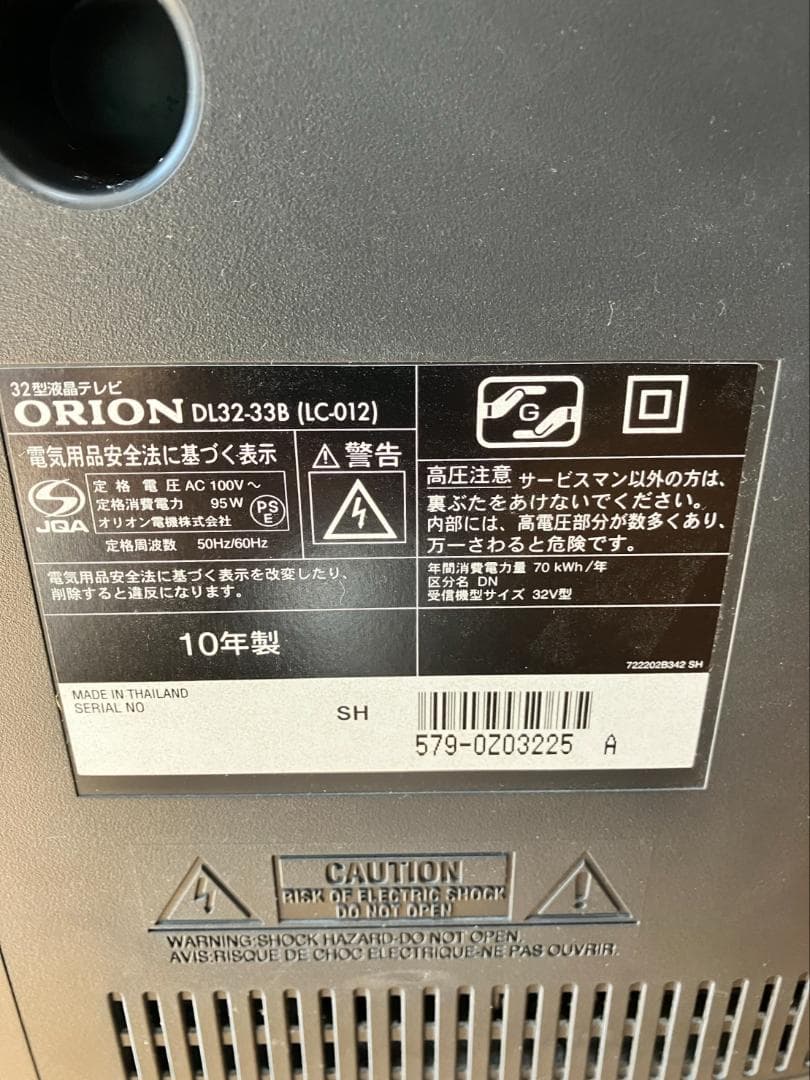 32型液晶テレビ
ORION DL32-33B (LC-012)
電気用品安全法に基づく表示
JQA
定格電圧 AC 100V～
定格消費電力 95W
オリオン電機株式会社
PS
E
定格周波数 50Hz/60Hz
⚠警告
電気用品安全法に基づく表示を改変したり、
削除すると違反になります。
10年製
G
高圧注意 サービスマン以外の方は、
裏ぶたをあけないでください。
内部には、高電圧部分が数多くあり、
万一さわると危険です。
年間消費電力量 70 kWh/年
区分名 DN
受信機型サイズ 32V型
722202B342 SH
MADE IN THAILAND
SERIAL NO
SH
579-0Z03225 A
CAUTION
RISK OF ELECTRIC SHOCK
DO NOT OPEN
WARNING:SHOCK HAZARD-DO NOT OPEN.
AVIS:RISQUE DE CHOC ELECTRIQUE-NE PAS OUVRIR.